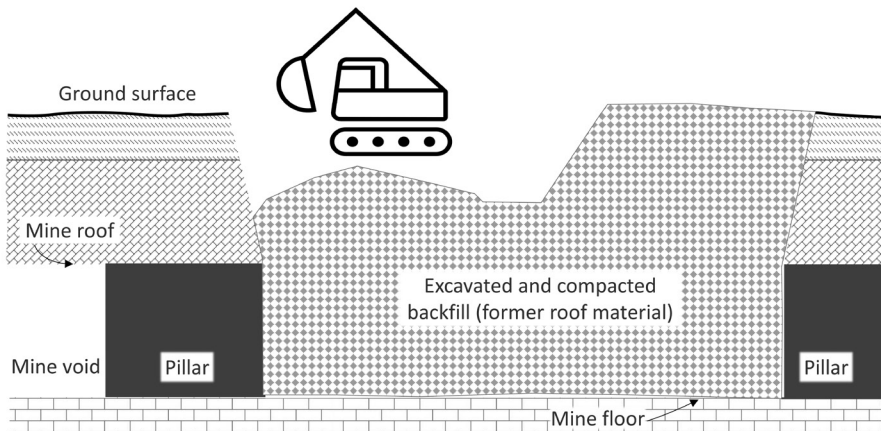 Ground surface
Mine roof
Excavated and compacted
backfill (former roof material)
Mine void
Pillar
Pillar
Mine floor